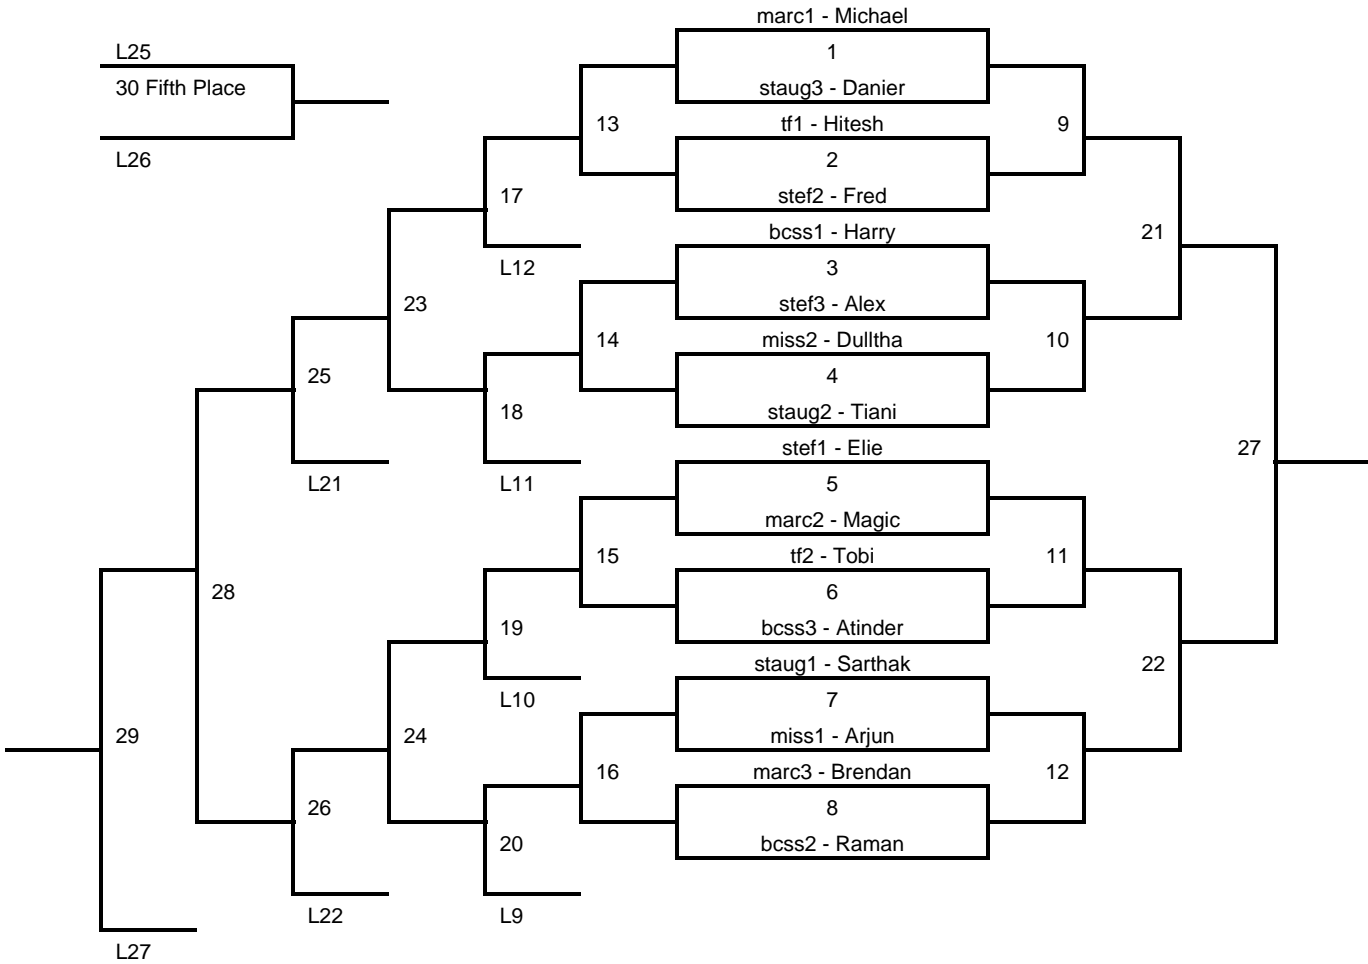 marc1 - Michael
L25
1
30 Fifth Place
staug3 - Danier
13
tf1 - Hitesh
9
L26
2
17
stef2 - Fred
bcss1 - Harry
21
L12
3
23
stef3 - Alex
14
miss2 - Dulltha
10
25
4
18
staug2 - Tiani
stef1 - Elie
27
L21
L11
5
marc2 - Magic
15
tf2 - Tobi
11
28
6
19
bcss3 - Atinder
staug1 - Sarthak
22
L10
7
29
24
miss1 - Arjun
16
marc3 - Brendan
12
26
8
20
bcss2 - Raman
L22
L9
L27